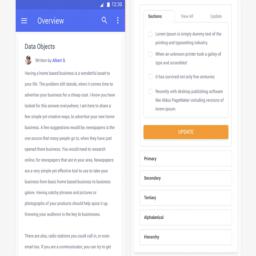 12:30
Overview
Data Objects
Written by Albert S
Having a home based business is a wonderful asset to
your life. The problem still stands, when it comes time to
advertise your business for a cheap cost. I know you have
looked for this answer everywhere. I am here to share a
few simple yet creative ways, to advertise your new home
business. A few suggestions would be; newspapers is the
one source that many people go to, when they have just
opened there business. You would need to research
online, for newspapers that are in your area. Newspapers
are a very simple yet effective tool to use to take your
business from basic home based business to business
galore. Having catchy phrases and pictures or
photographs of your products should help spice it up,
throwing your audience to the key to businesses.
There are also, radio stations you could call in, or even
email too. If you are a communicator, you can try to get
Sections
View All
Update
Lorem Ipsum is simply dummy text of the
printing and typesetting industry.
When an unknown printer took a galley of
type and scrambled!
It has survived not only five centuries
Recently with desktop publishing software
like Aldus PageMaker including versions of
lorem ipsum.
UPDATE
Primary
Secondary
Tertiary
Alphabetical
Hierarchy